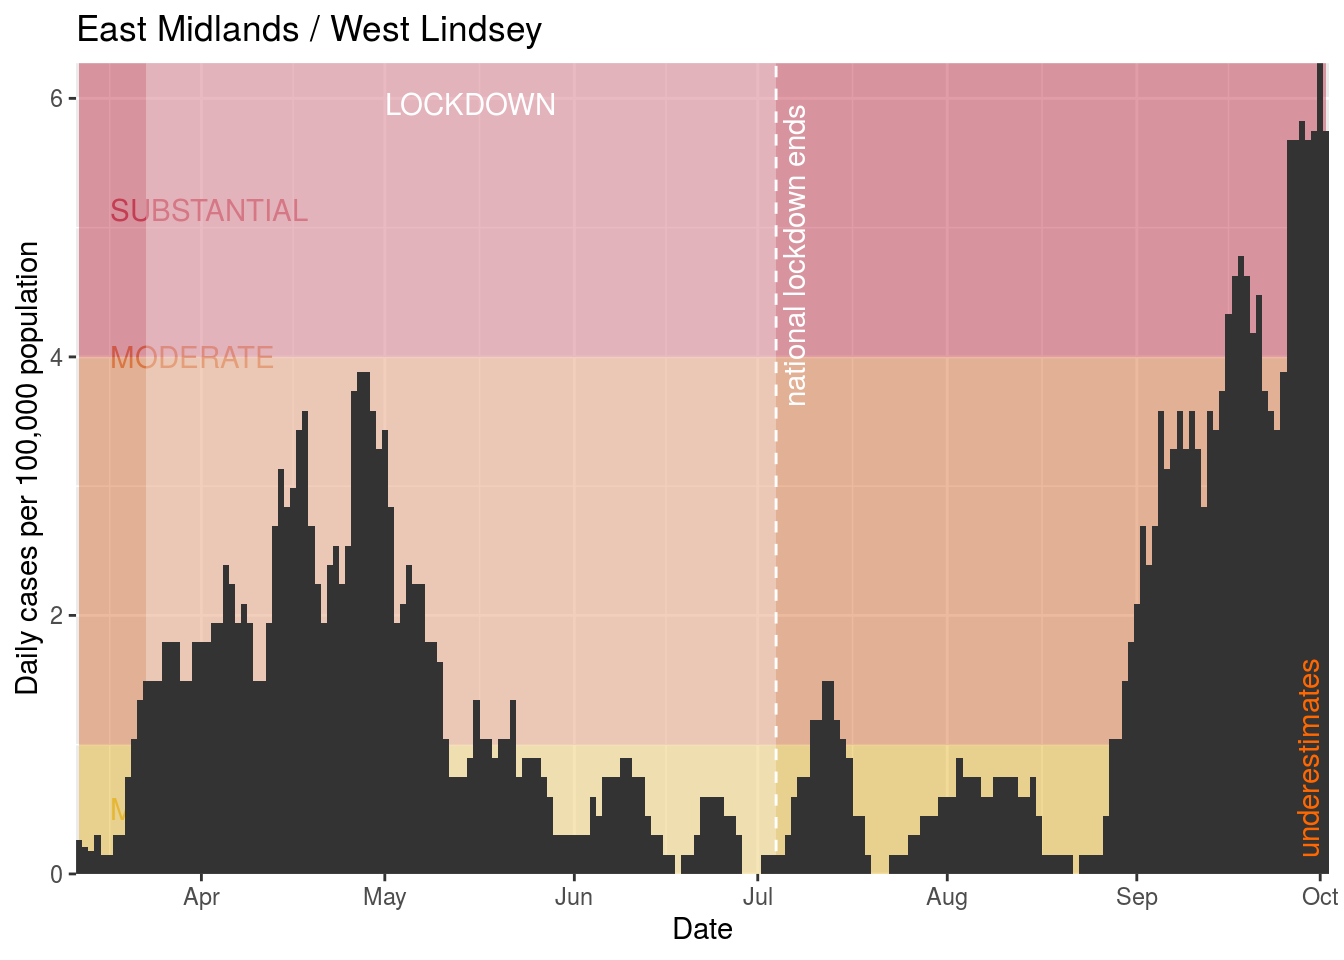 East Midlands / West Lindsey
LOCKDOWN
SUBSTANTIAL
MODERATE
national lockdown ends
underestimates
Daily cases per 100,000 population
6
4
2
0
Apr
May
Jun
Jul
Aug
Sep
Oct
Date